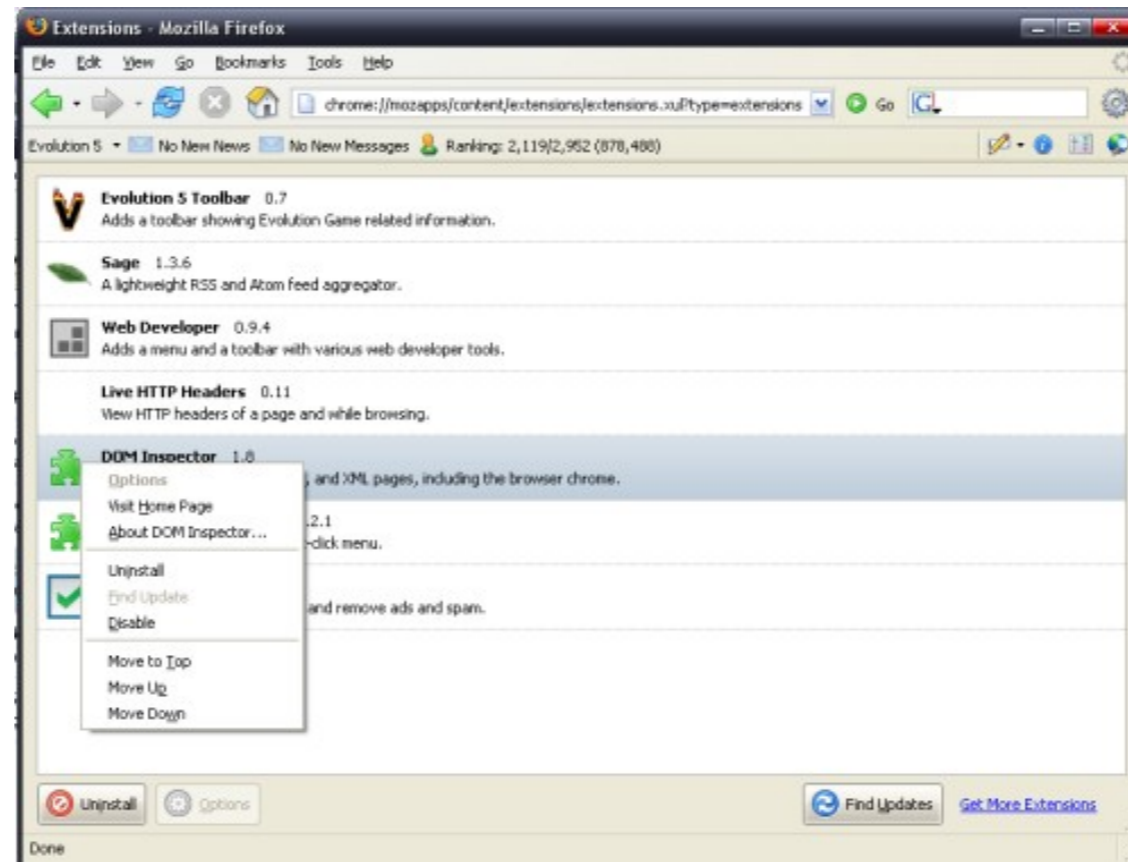 Extensions - Mozilla Firefox
File Edit View Go Bookmarks Tools Help
chrome://mozapps/content/extensions/extensions.xul?type=extensions Go G
Evolution 5 No New News No New Messages Ranking: 2,119/2,952 (878,488)
Evolution 5 Toolbar 0.7
Adds a toolbar showing Evolution Game related information.
Sage 1.3.6
A lightweight RSS and Atom feed aggregator.
Web Developer 0.9.4
Adds a menu and a toolbar with various web developer tools.
Live HTTP Headers 0.11
View HTTP headers of a page and while browsing.
DOM Inspector 1.8
, and XML pages, including the browser chrome.
.2.1
-click menu.
and remove ads and spam.
Options
Visit Home Page
About DOM Inspector...
Uninstall
Find Update
Disable
Move to Top
Move Up
Move Down
Uninstall Options Find Updates Get More Extensions
Done